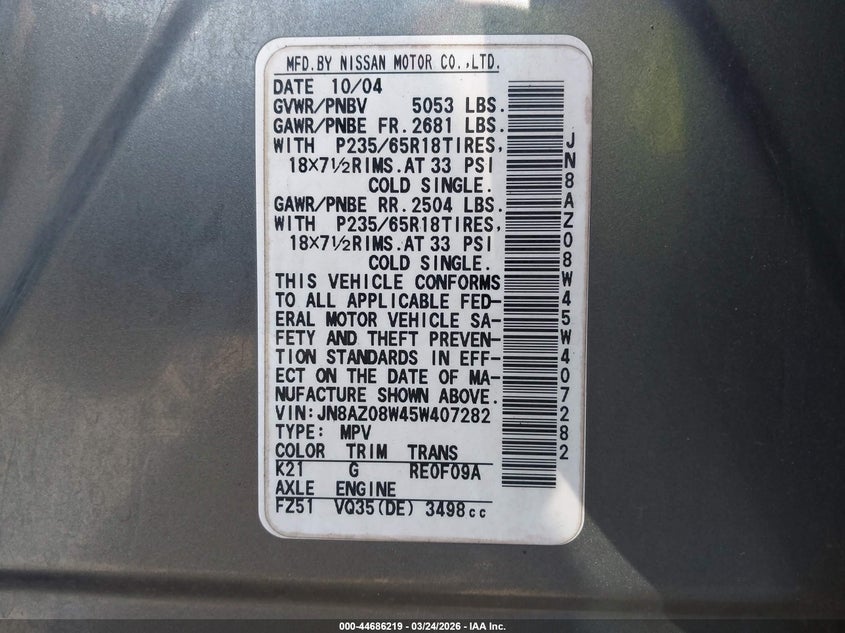 MFD.BY NISSAN MOTOR CO.,LTD.
DATE 10/04
GVWR/PNBV 5053 LBS.
GAWR/PNBE FR.2681 LBS.
WITH P235/65R18TIRES,
18×7½RIMS.AT 33 PSI
COLD SINGLE.
GAWR/PNBE RR.2504 LBS.
WITH P235/65R18TIRES,
18×7½RIMS.AT 33 PSI
COLD SINGLE.
THIS VEHICLE CONFORMS
TO ALL APPLICABLE FED-
ERAL MOTOR VEHICLE SA-
FETY AND THEFT PREVEN-
TION STANDARDS IN EFF-
ECT ON THE DATE OF MA-
NUFACTURE SHOWN ABOVE.
VIN:JN8AZ08W45W407282
TYPE: MPV
COLOR TRIM TRANS
K21 G RE0F09A
AXLE ENGINE
FZ51 VQ35(DE) 3498cc
JN8AZ08W45W407282
000-44686219 - 03/24/2026 - IAA Inc.